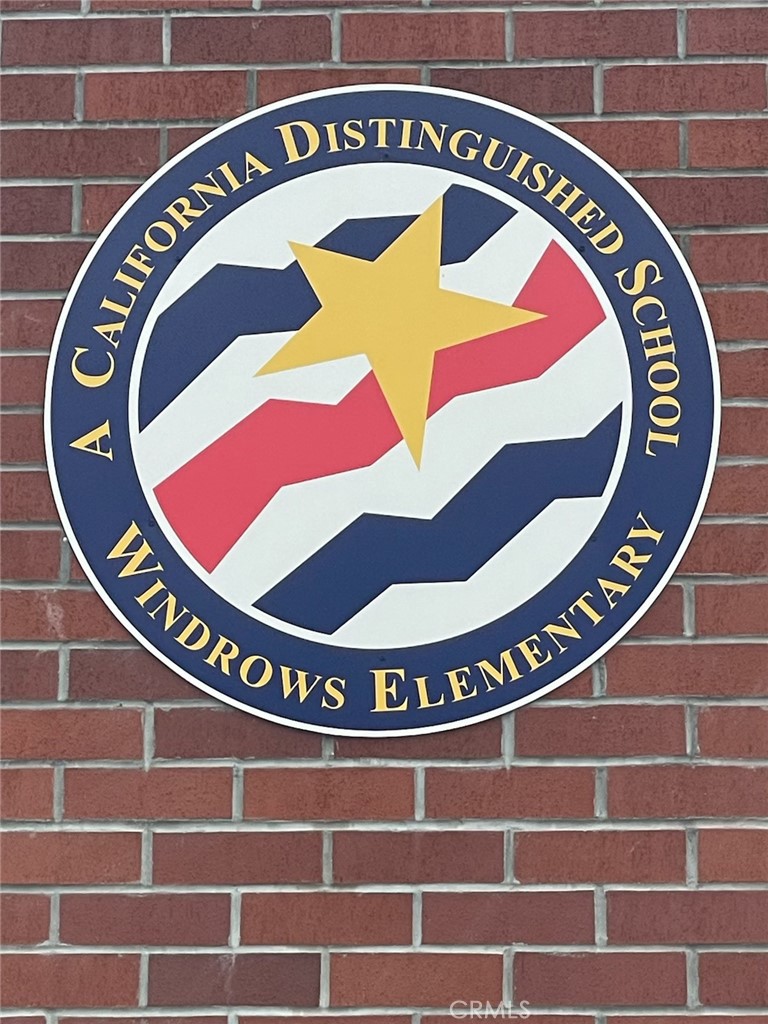 A CALIFORNIA DISTINGUISHED SCHOOL
WINDROWS ELEMENTARY
CRMLS